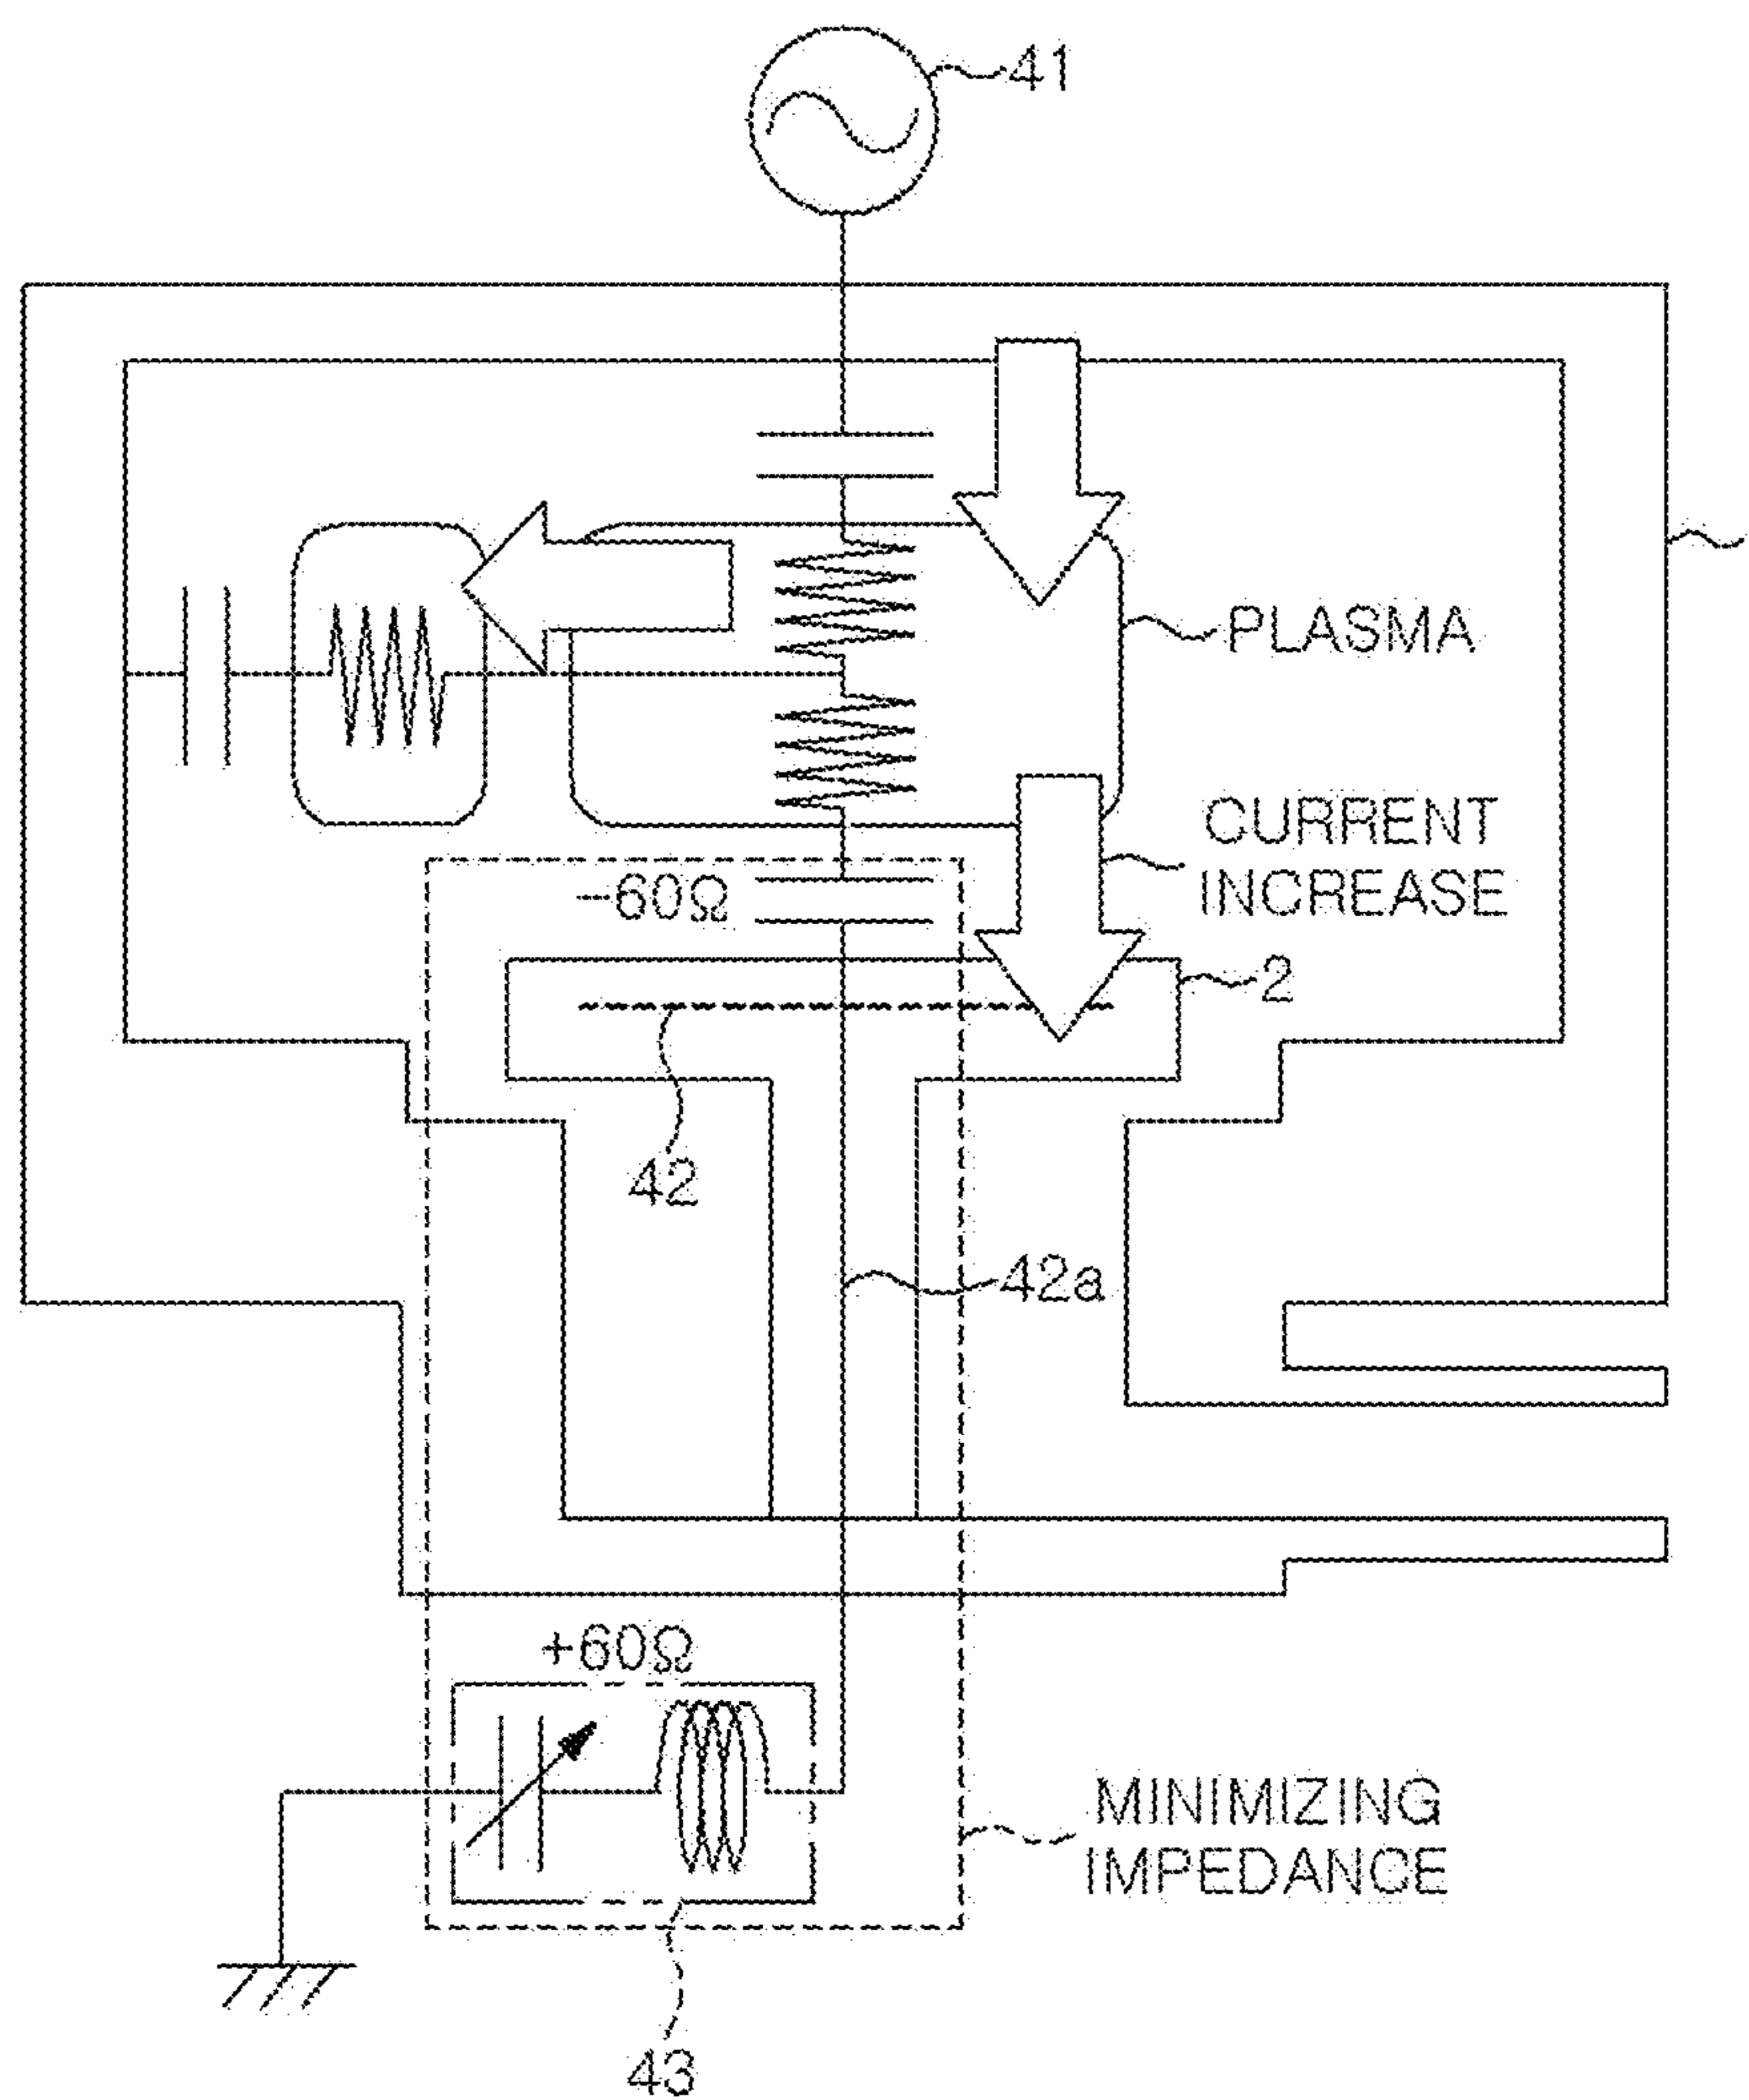 41
PLASMA
CURRENT
INCREASE
−60Ω
2
42
42a
+60Ω
MINIMIZING
IMPEDANCE
43